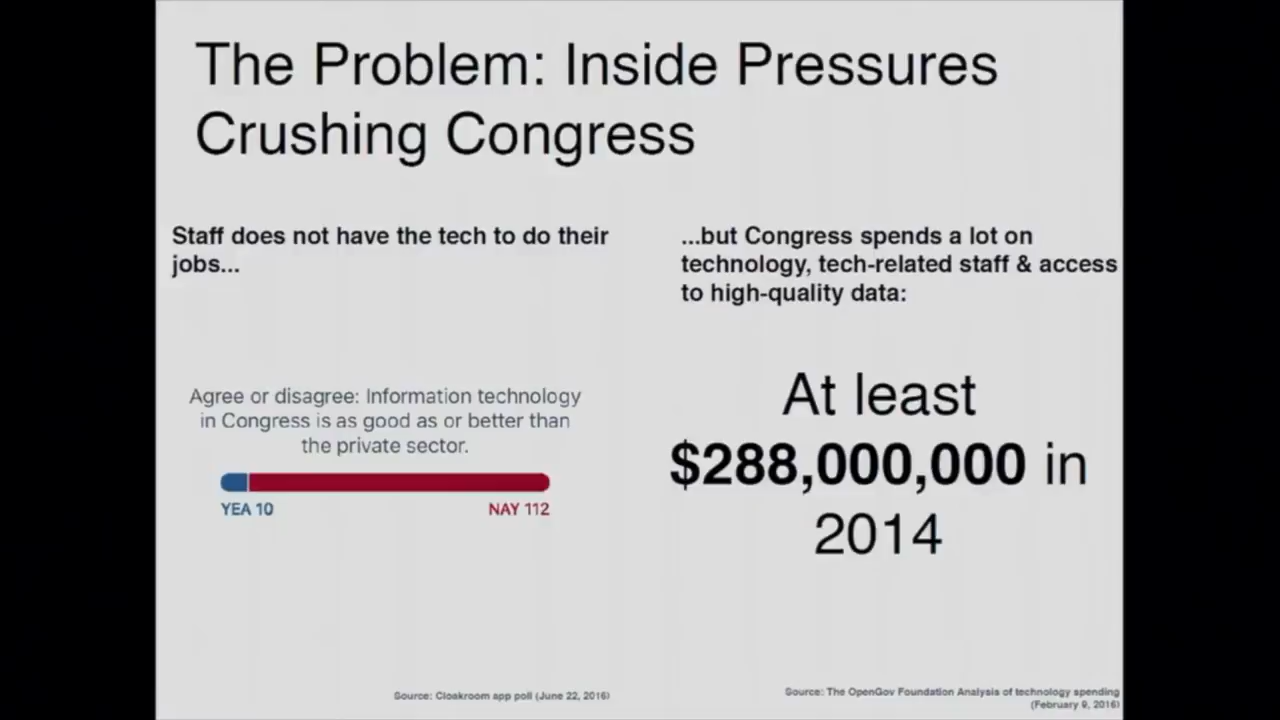 The Problem: Inside Pressures
Crushing Congress
Staff does not have the tech to do their
jobs...
Agree or disagree: Information technology
in Congress is as good as or better than
the private sector.
YEA 10
NAY 112
Source: Cloakroom app poll (June 22, 2016)
...but Congress spends a lot on
technology, tech-related staff & access
to high-quality data:
At least
$288,000,000 in
2014
Source: The OpenGov Foundation Analysis of technology spending
(February 9, 2016)